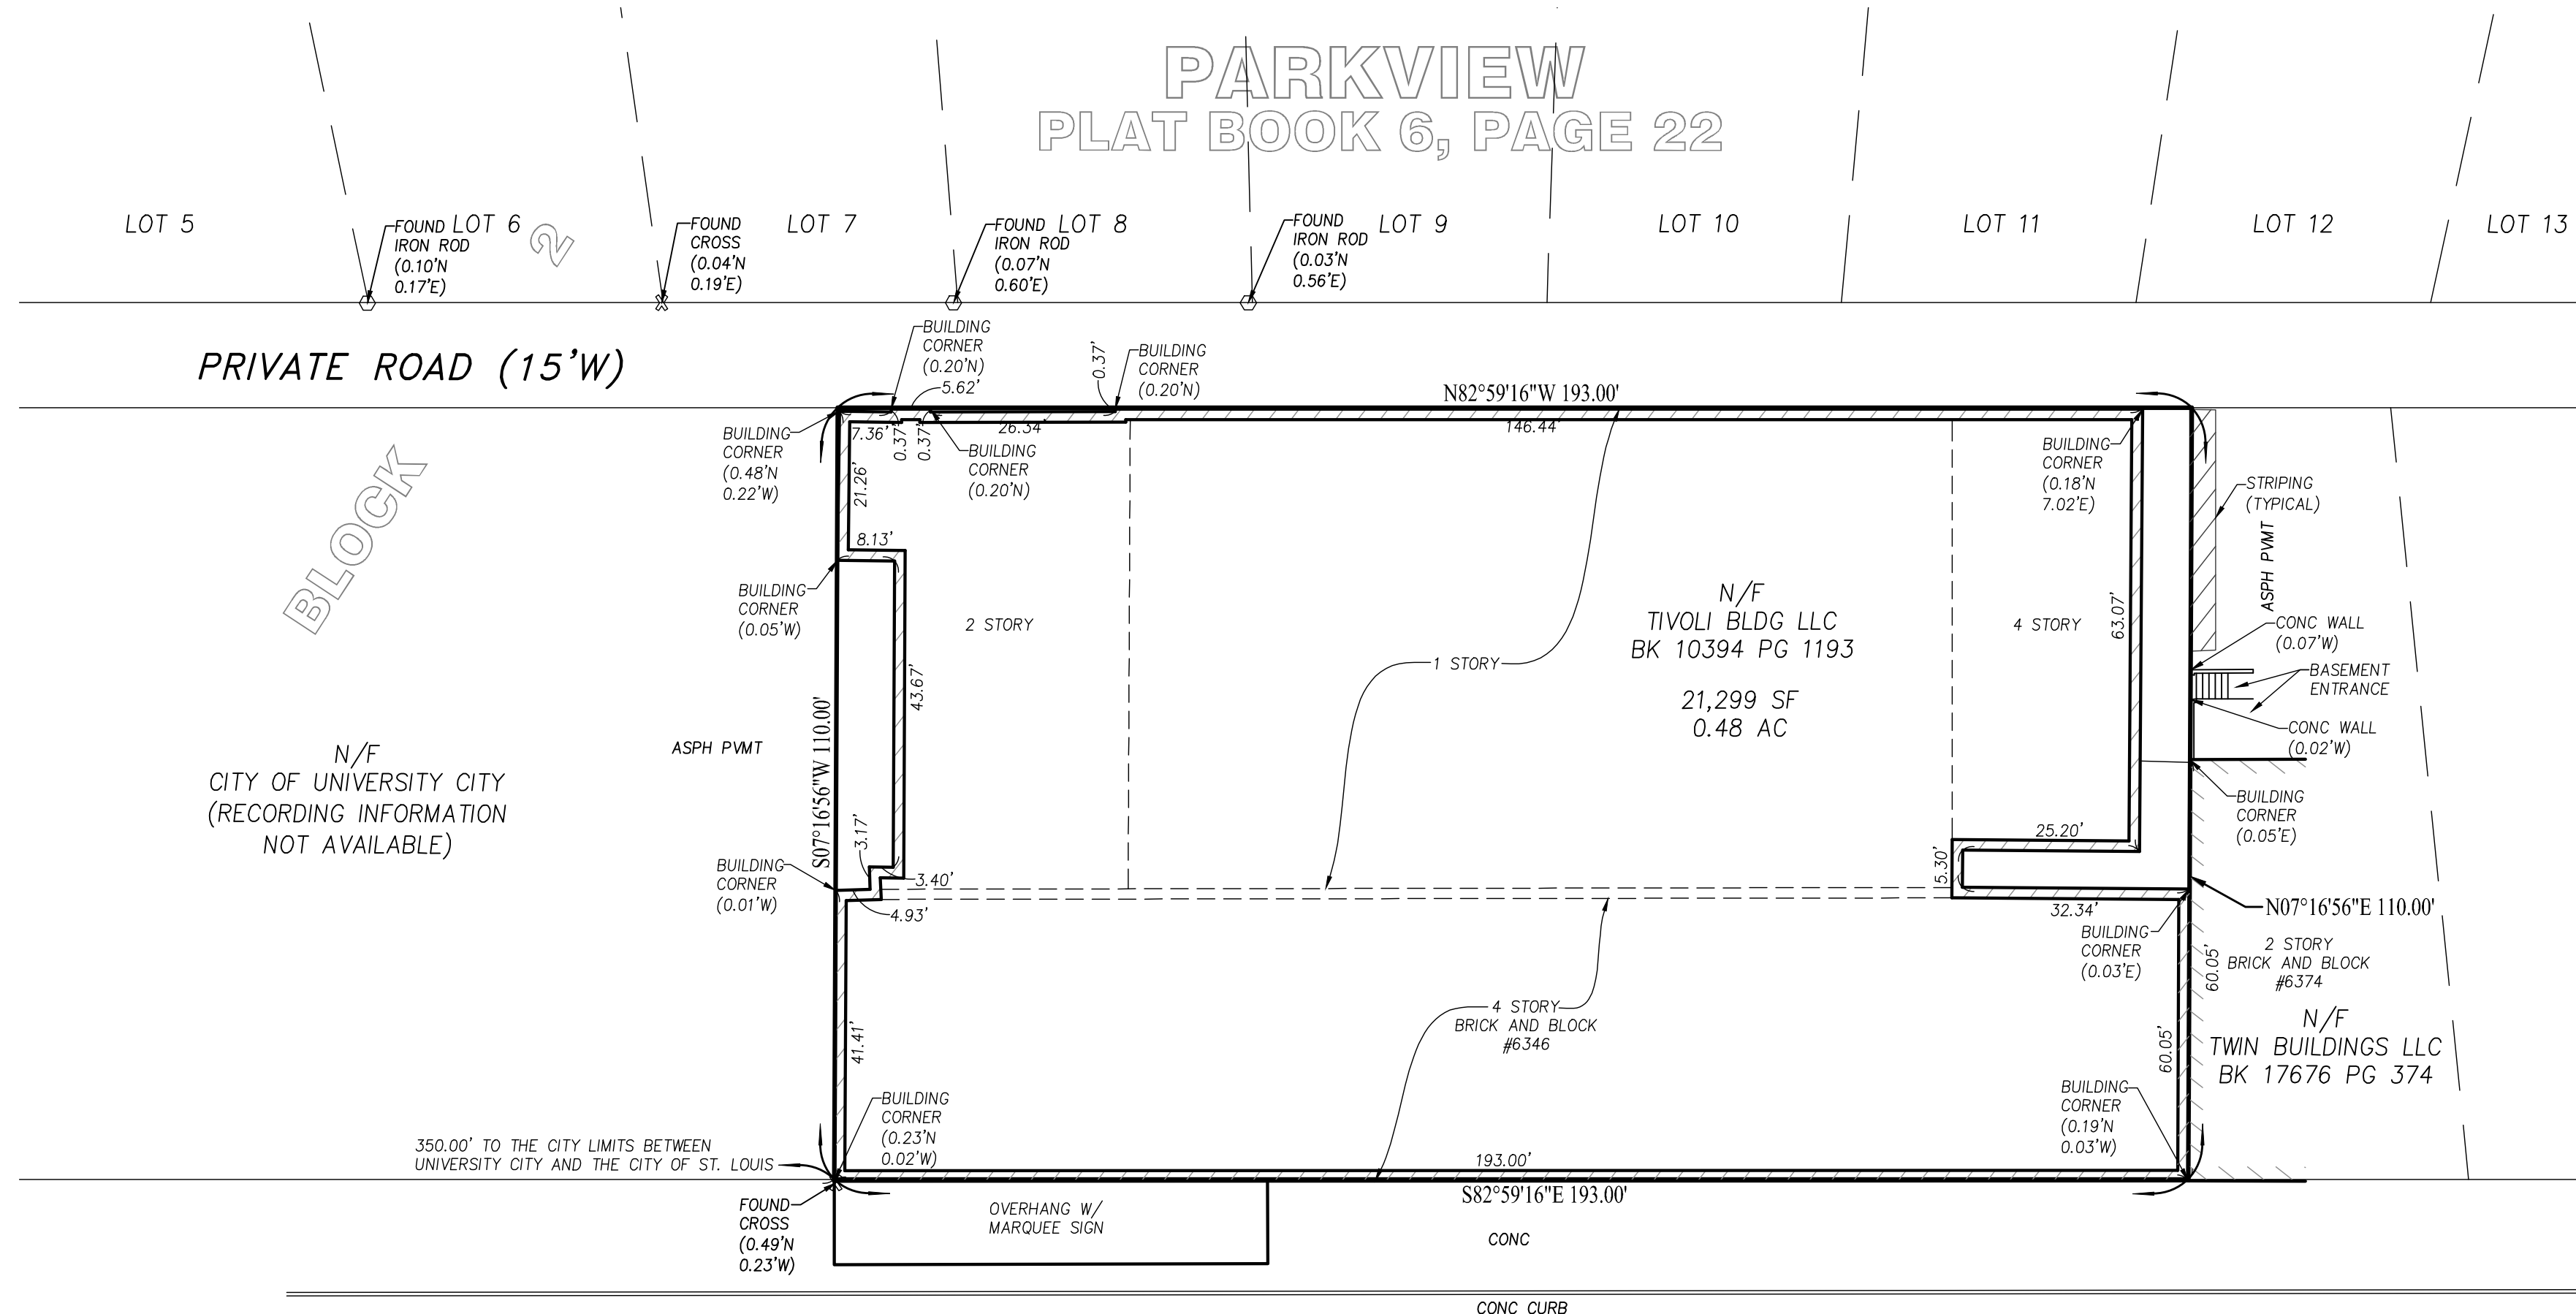 PARKVIEW
PLAT BOOK 6, PAGE 22
LOT 5
LOT 6
LOT 7
LOT 8
LOT 9
LOT 10
LOT 11
LOT 12
LOT 13
2
FOUND
IRON ROD
(0.10'N
0.17'E)
FOUND
CROSS
(0.04'N
0.19'E)
FOUND
IRON ROD
(0.07'N
0.60'E)
FOUND
IRON ROD
(0.03'N
0.56'E)
PRIVATE ROAD (15'W)
BUILDING
CORNER
(0.20'N)
5.62'
0.37'
BUILDING
CORNER
(0.20'N)
N82°59'16"W 193.00'
BUILDING
CORNER
(0.48'N
0.22'W)
7.36'
0.37'
0.37'
26.34'
146.44'
BUILDING
CORNER
(0.20'N)
BUILDING
CORNER
(0.18'N
7.02'E)
21.26'
8.13'
BLOCK
STRIPING
(TYPICAL)
ASPH PVMT
BUILDING
CORNER
(0.05'W)
2 STORY
N/F
TIVOLI BLDG LLC
BK 10394 PG 1193
21,299 SF
0.48 AC
1 STORY
4 STORY
63.07'
CONC WALL
(0.07'W)
BASEMENT
ENTRANCE
CONC WALL
(0.02'W)
43.67'
S07°16'56"W 110.00'
ASPH PVMT
N/F
CITY OF UNIVERSITY CITY
(RECORDING INFORMATION
NOT AVAILABLE)
BUILDING
CORNER
(0.05'E)
3.17'
25.20'
5.30'
BUILDING
CORNER
(0.01'W)
3.40'
4.93'
32.34'
N07°16'56"E 110.00'
BUILDING
CORNER
(0.03'E)
60.05'
2 STORY
BRICK AND BLOCK
#6374
N/F
TWIN BUILDINGS LLC
BK 17676 PG 374
4 STORY
BRICK AND BLOCK
#6346
41.41'
60.05'
BUILDING
CORNER
(0.23'N
0.02'W)
BUILDING
CORNER
(0.19'N
0.03'W)
350.00' TO THE CITY LIMITS BETWEEN
UNIVERSITY CITY AND THE CITY OF ST. LOUIS
193.00'
S82°59'16"E 193.00'
FOUND
CROSS
(0.49'N
0.23'W)
OVERHANG W/
MARQUEE SIGN
CONC
CONC CURB